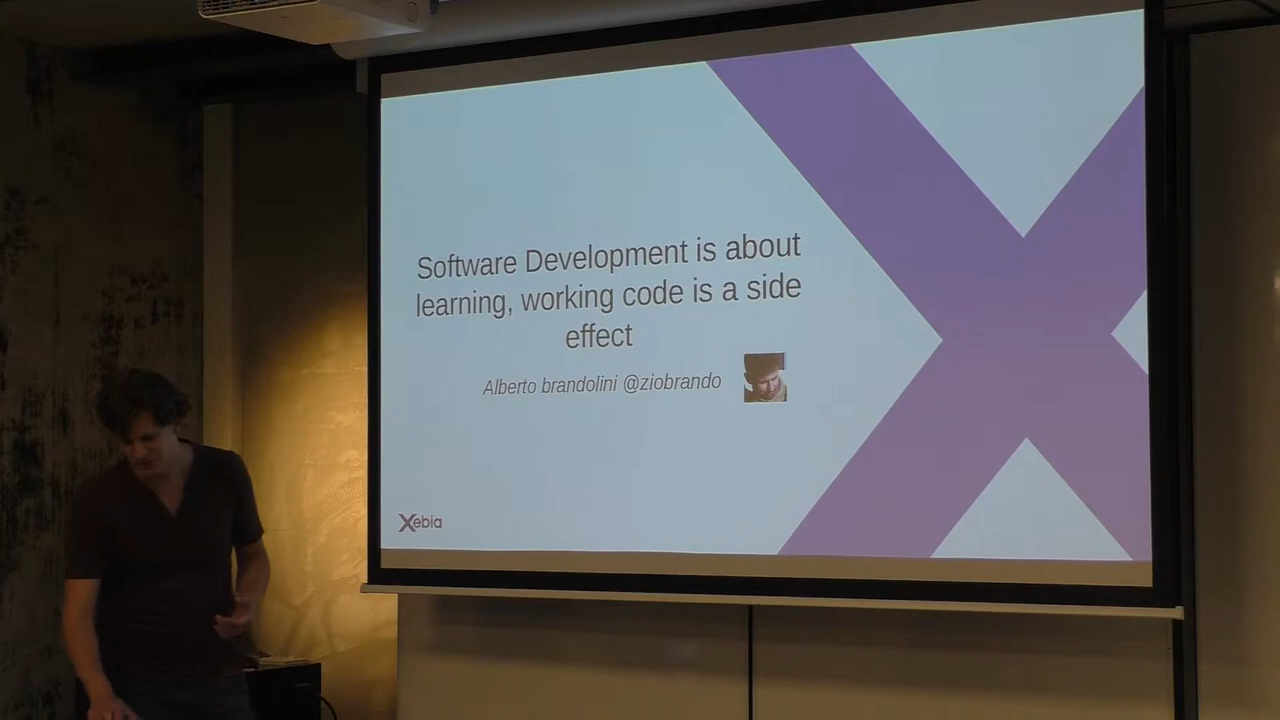 Software Development is about
learning, working code is a side
effect
Alberto brandolini @ziobrando
Xebia